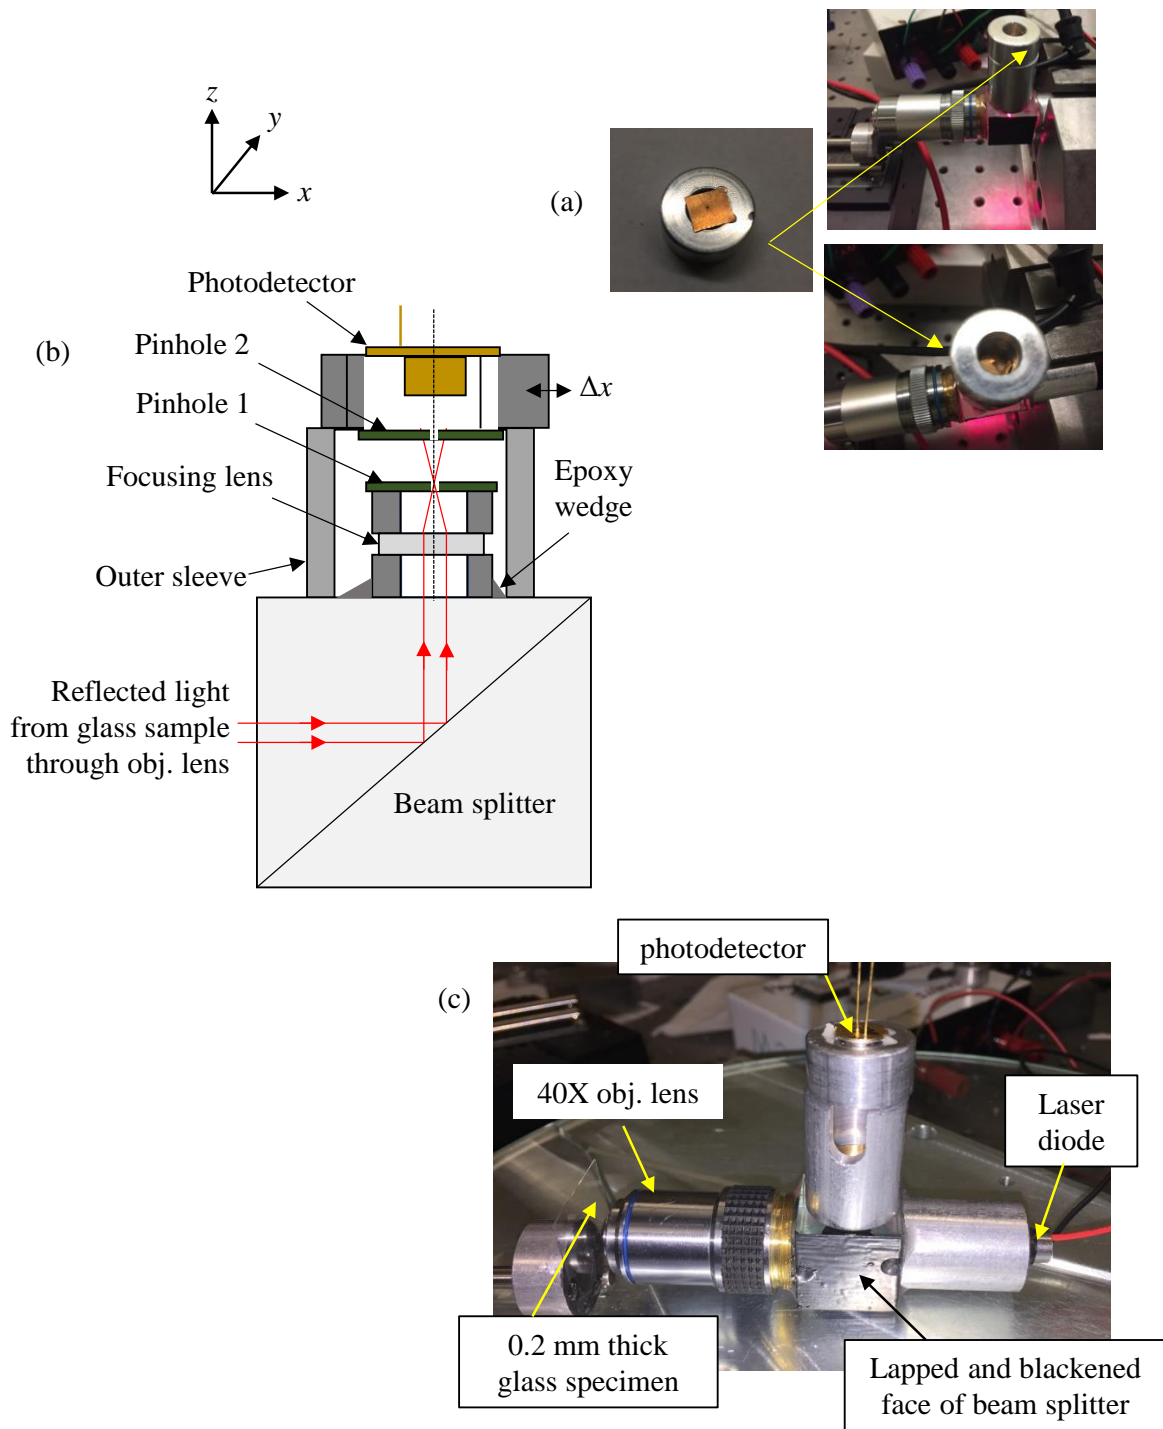 z
y
x
(a)
Photodetector
(b)
Pinhole 2
Pinhole 1
Δx
Focusing lens
Epoxy
wedge
Outer sleeve
Reflected light
from glass sample
through obj. lens
Beam splitter
photodetector
(c)
40X obj. lens
Laser
diode
0.2 mm thick
glass specimen
Lapped and blackened
face of beam splitter